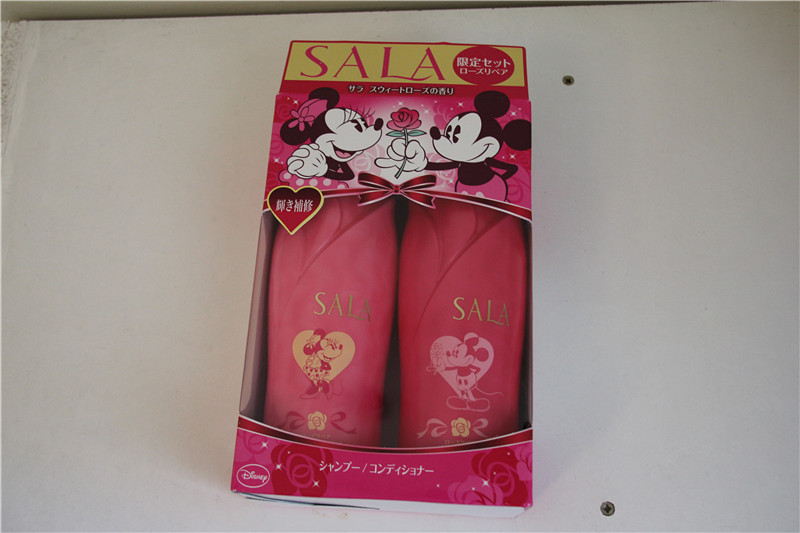 SALA
限定セット
ローズリペア
サラ スウィートローズの香り
輝き補修
SALA
SALA
シャンプー/コンディショナー
Disney